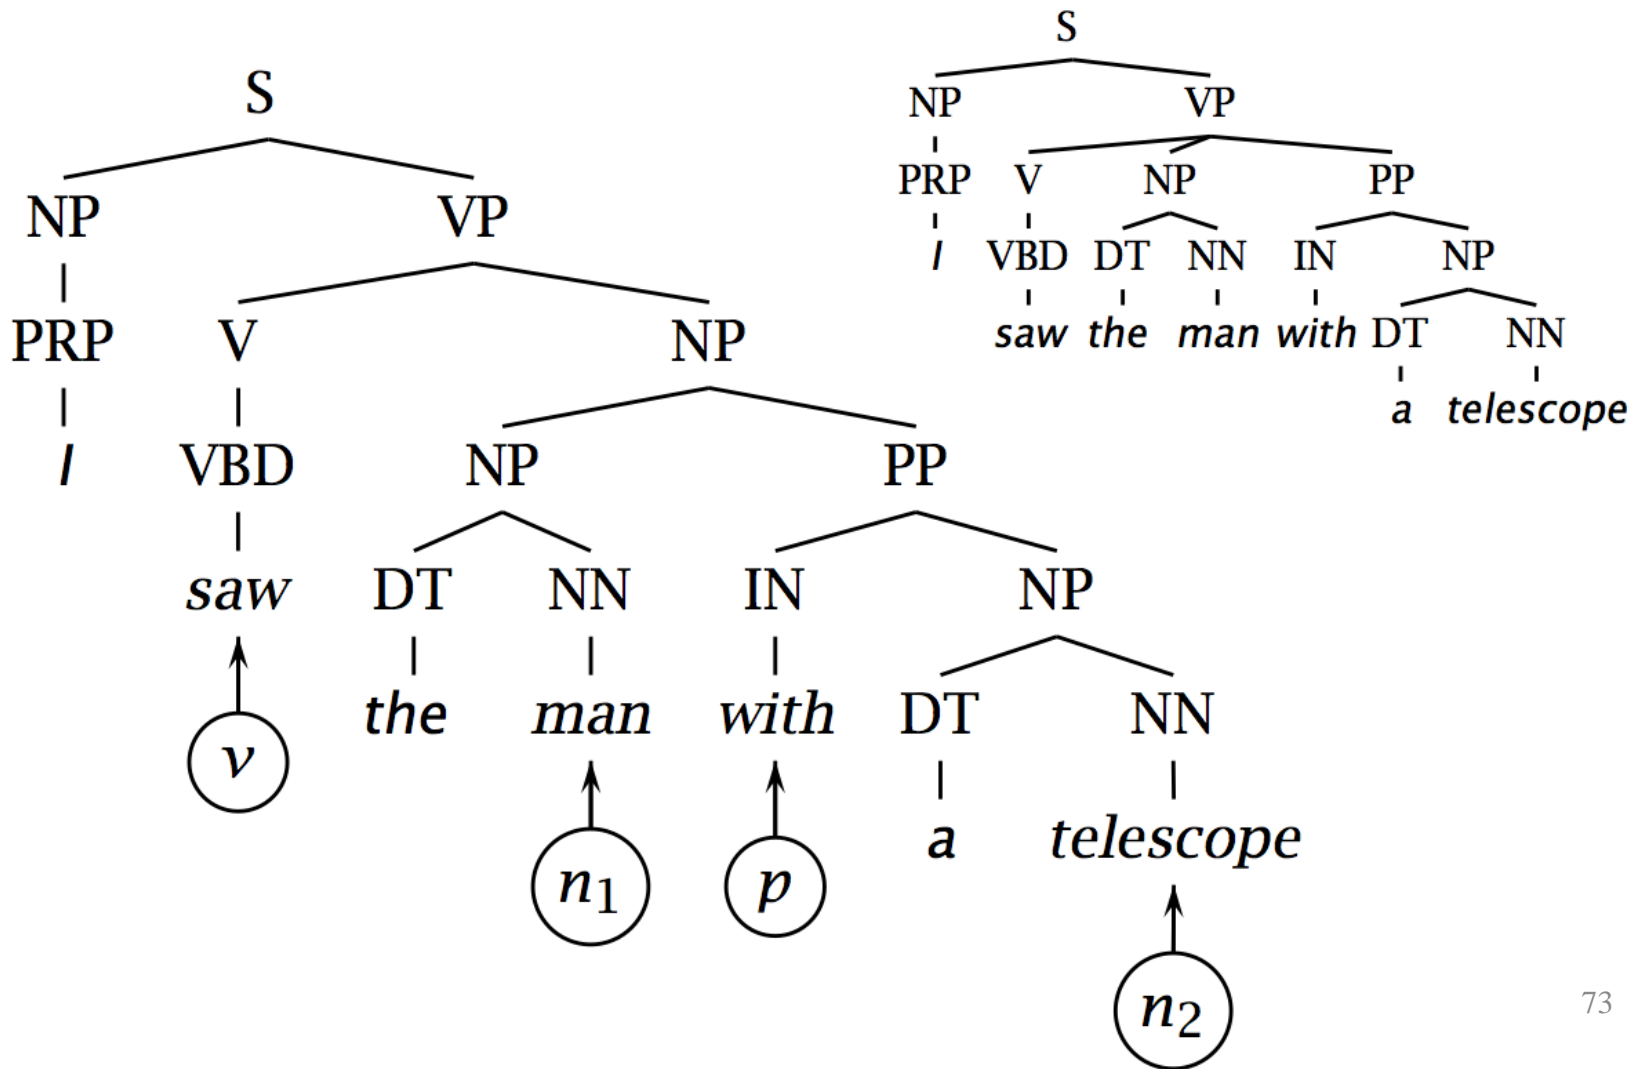 S
NP VP
PRP V NP
I VBD NP PP
saw DT NN IN NP
the man with DT NN
a telescope
v
n1 p
n2
S
NP VP
PRP V NP PP
I VBD DT NN IN NP
saw the man with DT NN
a telescope
73